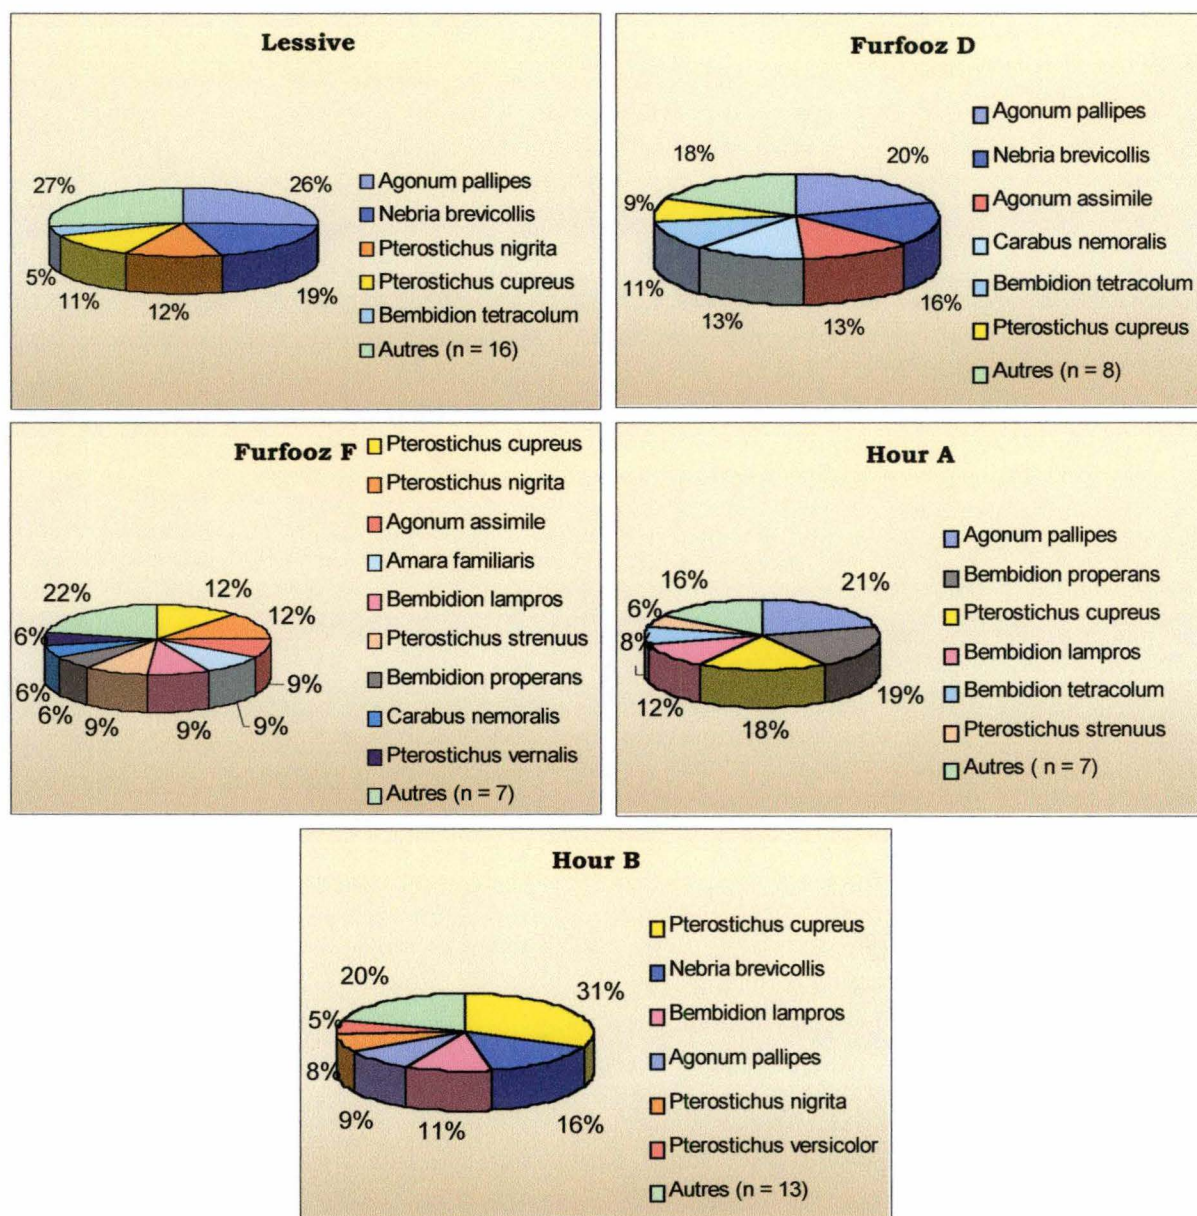 Lessive
26%
19%
12%
11%
5%
27%
Agonum pallipes
Nebria brevicollis
Pterostichus nigrita
Pterostichus cupreus
Bembidion tetracolum
Autres (n = 16)
Furfooz D
20%
16%
13%
13%
11%
9%
18%
Agonum pallipes
Nebria brevicollis
Agonum assimile
Carabus nemoralis
Bembidion tetracolum
Pterostichus cupreus
Autres (n = 8)
Furfooz F
12%
12%
9%
9%
9%
9%
6%
6%
6%
22%
Pterostichus cupreus
Pterostichus nigrita
Agonum assimile
Amara familiaris
Bembidion lampros
Pterostichus strenuus
Bembidion properans
Carabus nemoralis
Pterostichus vernalis
Autres (n = 7)
Hour A
21%
19%
18%
12%
8%
6%
16%
Agonum pallipes
Bembidion properans
Pterostichus cupreus
Bembidion lampros
Bembidion tetracolum
Pterostichus strenuus
Autres ( n = 7)
Hour B
31%
16%
11%
9%
8%
5%
20%
Pterostichus cupreus
Nebria brevicollis
Bembidion lampros
Agonum pallipes
Pterostichus nigrita
Pterostichus versicolor
Autres (n = 13)